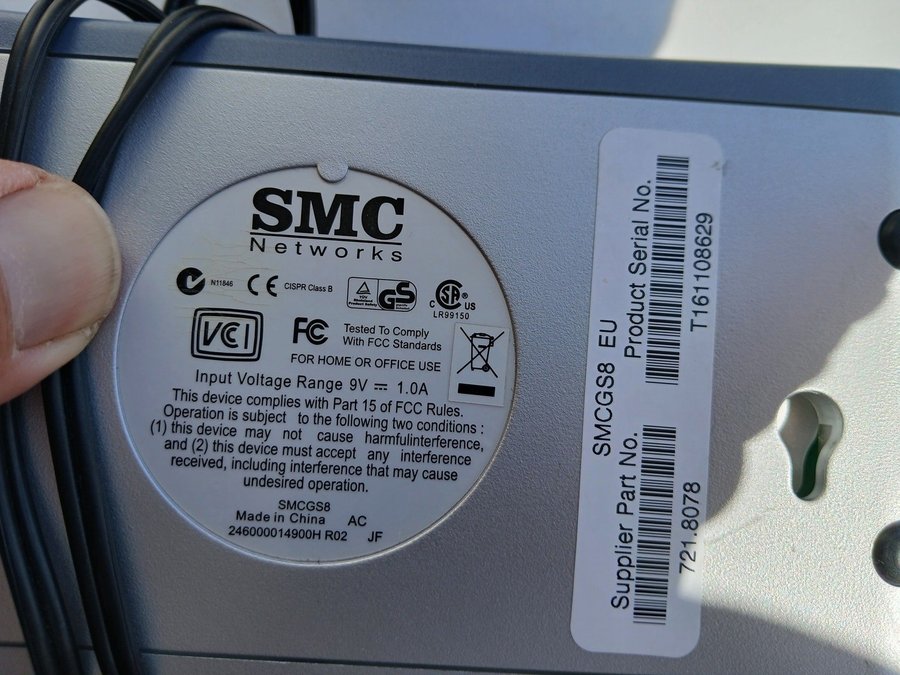 SMC
Networks
N11846
CE CISPR Class B
GS
C SA US
LR99150
VCI
FC Tested To Comply
With FCC Standards
FOR HOME OR OFFICE USE
Input Voltage Range 9V ⎓ 1.0A
This device complies with Part 15 of FCC Rules.
Operation is subject to the following two conditions :
(1) this device may not cause harmfulinterference,
and (2) this device must accept any interference
received, including interference that may cause
undesired operation.
SMCGS8
Made in China AC
246000014900H R02 JF
SMCGS8 EU
Product Serial No.
T161108629
Supplier Part No.
721.8078